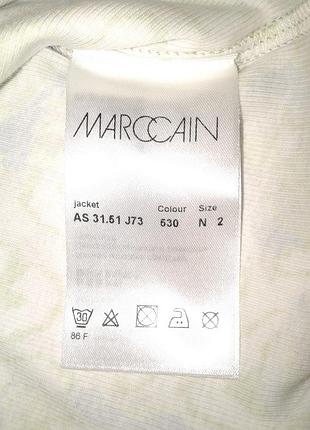 MARCCAIN
jacket Colour Size
AS 31.51 J73 530 N 2
30
86 F